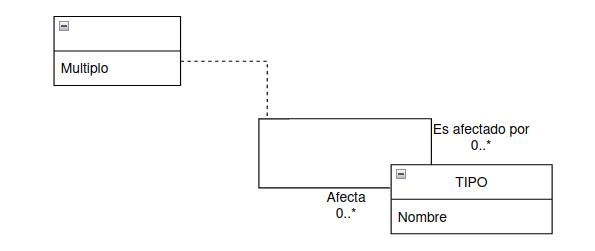 Multiplo
Es afectado por
0..*
TIPO
Afecta
0..*
Nombre